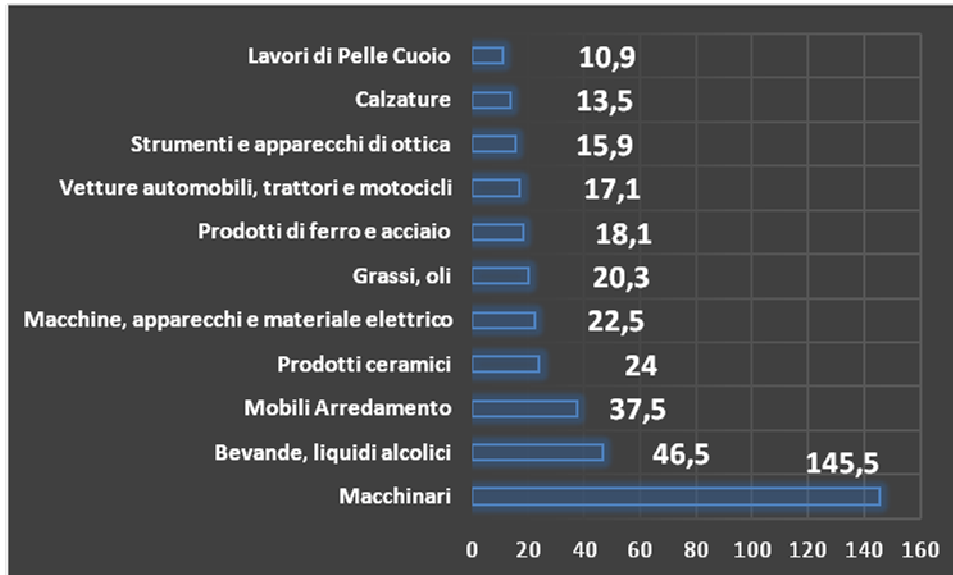 Lavori di Pelle Cuoio 10,9
Calzature 13,5
Strumenti e apparecchi di ottica 15,9
Vetture automobili, trattori e motocicli 17,1
Prodotti di ferro e acciaio 18,1
Grassi, oli 20,3
Macchine, apparecchi e materiale elettrico 22,5
Prodotti ceramici 24
Mobili Arredamento 37,5
Bevande, liquidi alcolici 46,5
Macchinari 145,5
0 20 40 60 80 100 120 140 160